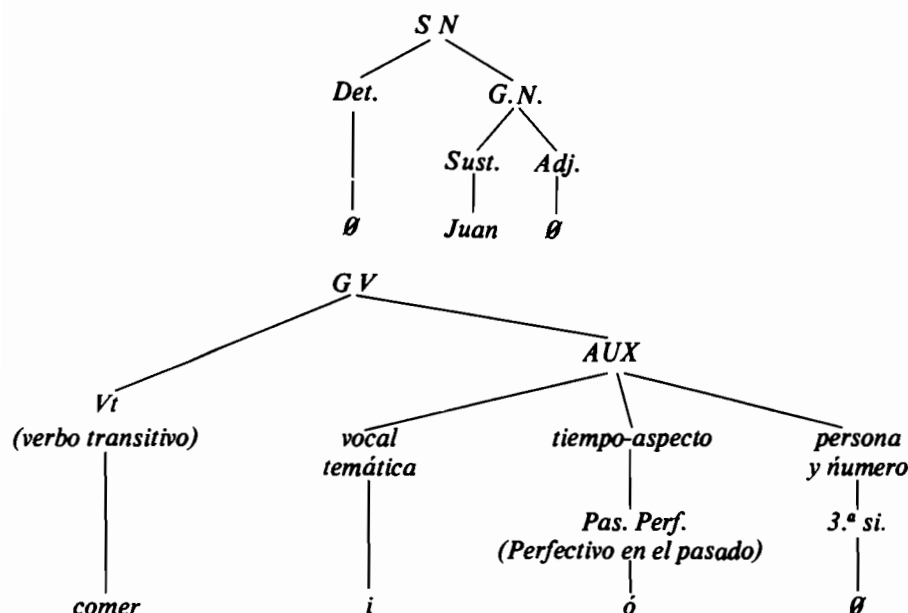 S N
Det. G. N.
Sust. Adj.
Ø Juan Ø
G V
AUX
Vt
(verbo transitivo) vocal tiempo-aspecto persona
temática y ńumero
Pas. Perf. 3.ª si.
(Perfectivo en el pasado)
comer i ó Ø